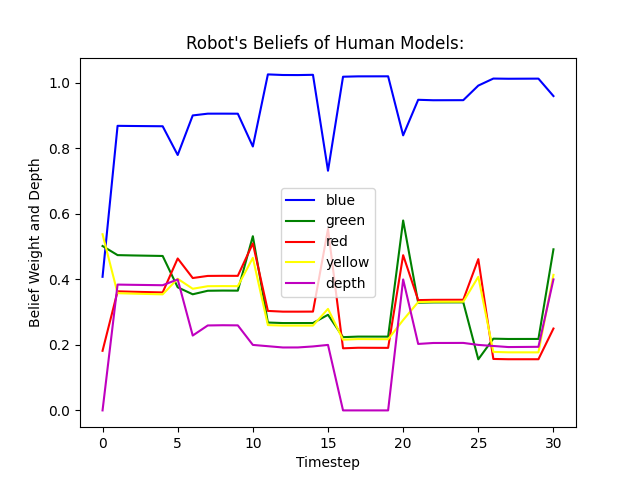 Robot's Beliefs of Human Models:
Belief Weight and Depth
1.0
0.8
0.6
0.4
0.2
0.0
blue
green
red
yellow
depth
0 5 10 15 20 25 30
Timestep